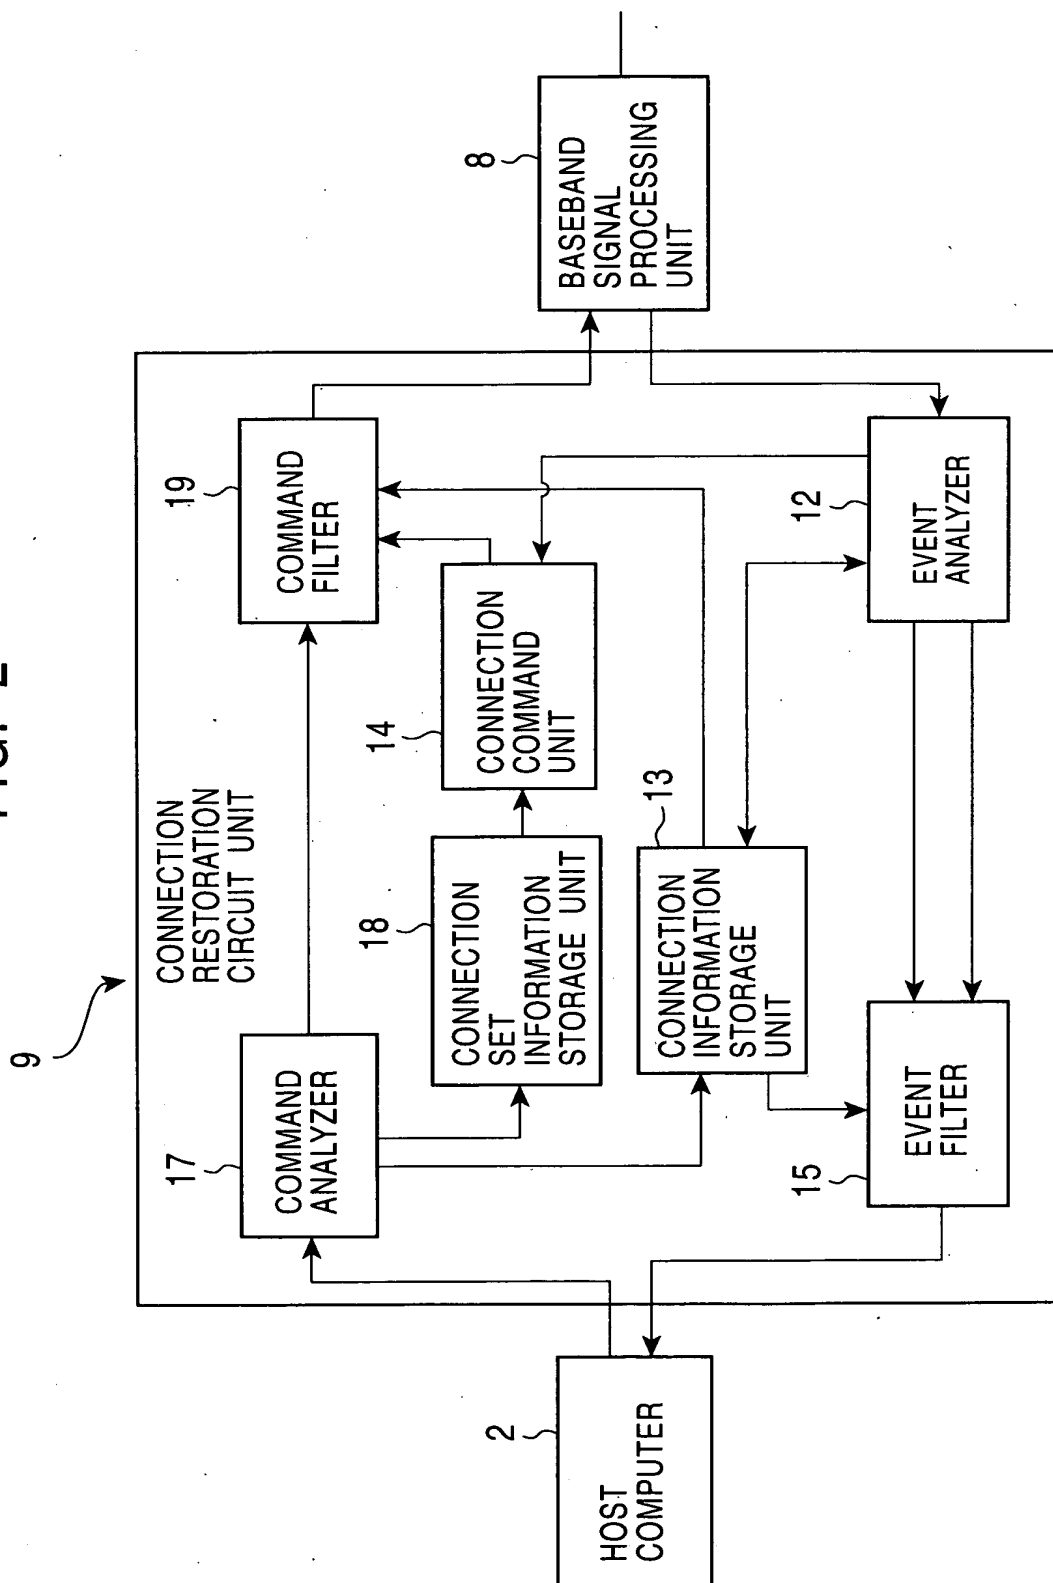 FIG. 2
9
CONNECTION
RESTORATION
CIRCUIT UNIT
17
COMMAND
ANALYZER
19
COMMAND
FILTER
18
CONNECTION
SET
INFORMATION
STORAGE UNIT
14
CONNECTION
COMMAND
UNIT
13
CONNECTION
INFORMATION
STORAGE
UNIT
15
EVENT
FILTER
12
EVENT
ANALYZER
2
HOST
COMPUTER
8
BASEBAND
SIGNAL
PROCESSING
UNIT